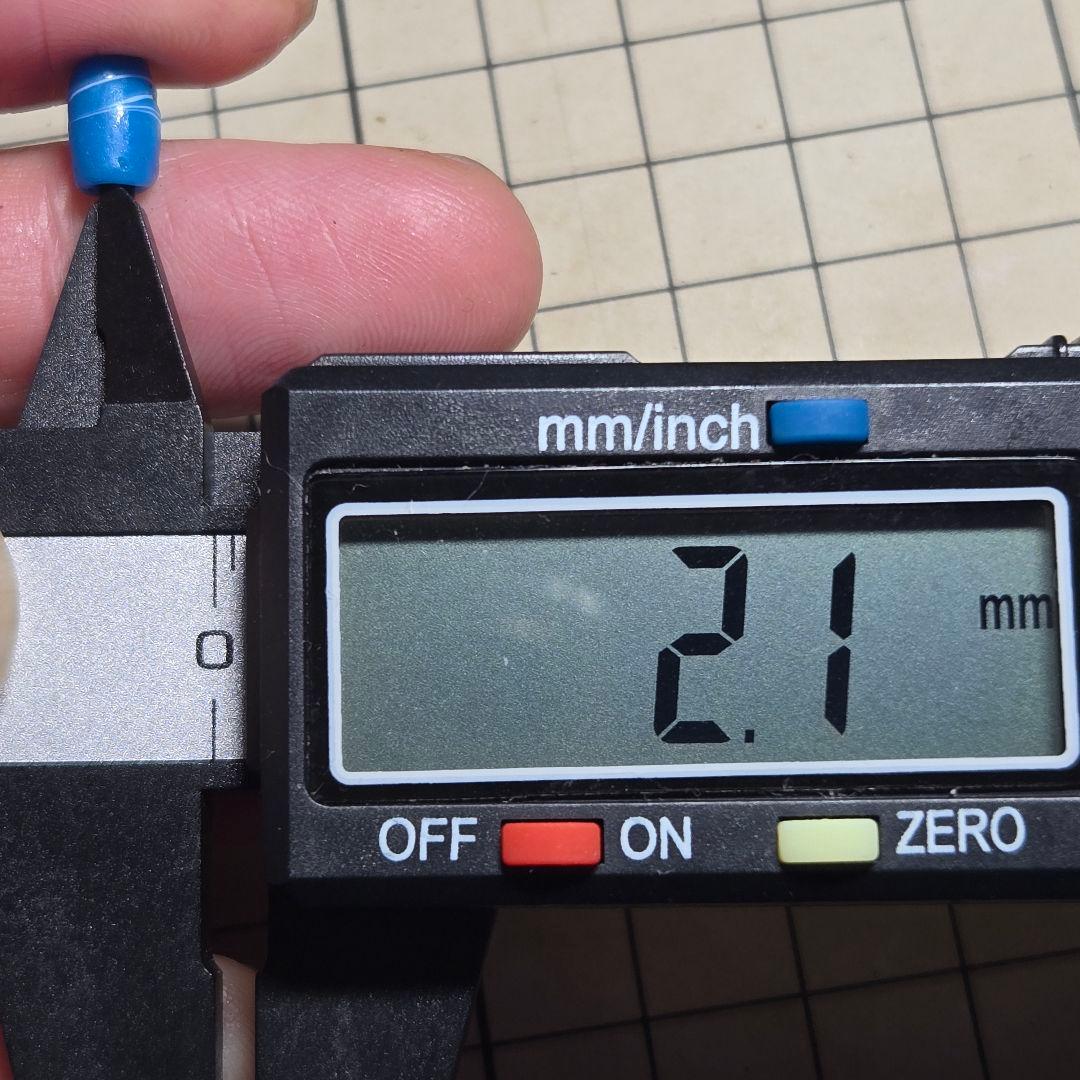 mm/inch
2.1 mm
0
OFF ON ZERO